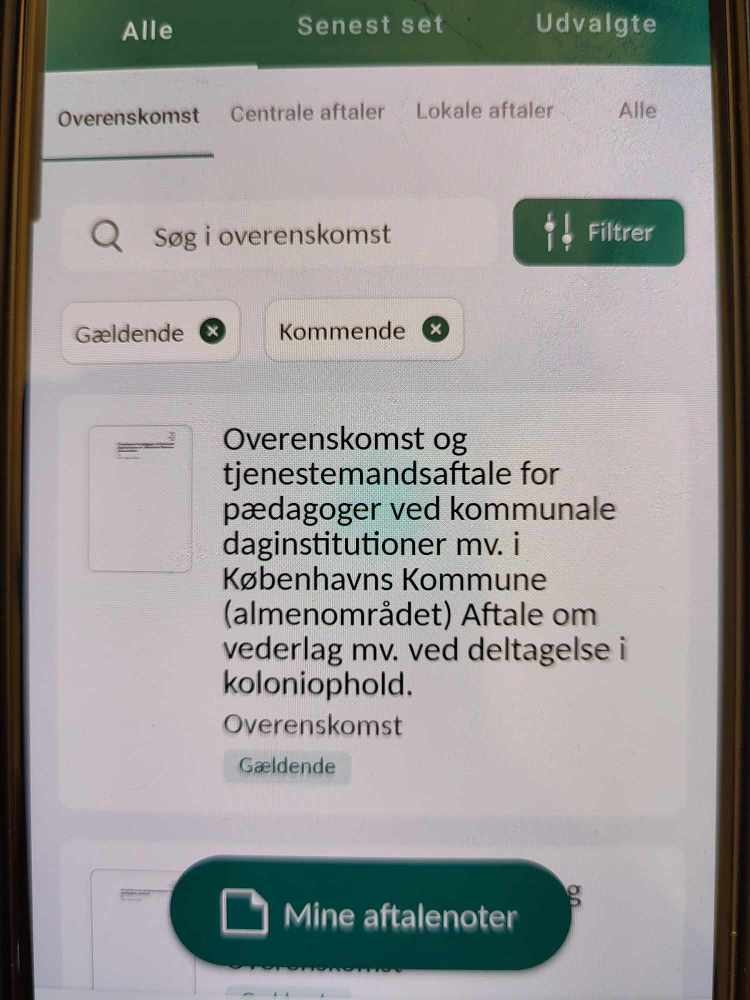 Alle Senest set Udvalgte
Overenskomst Centrale aftaler Lokale aftaler Alle
Søg i overenskomst Filtrer
Gældende Kommende
Overenskomst og
tjenestemandsaftale for
pædagoger ved kommunale
daginstitutioner mv. i
Københavns Kommune
(almenområdet) Aftale om
vederlag mv. ved deltagelse i
koloniophold.
Overenskomst
Gældende
Mine aftalenoter